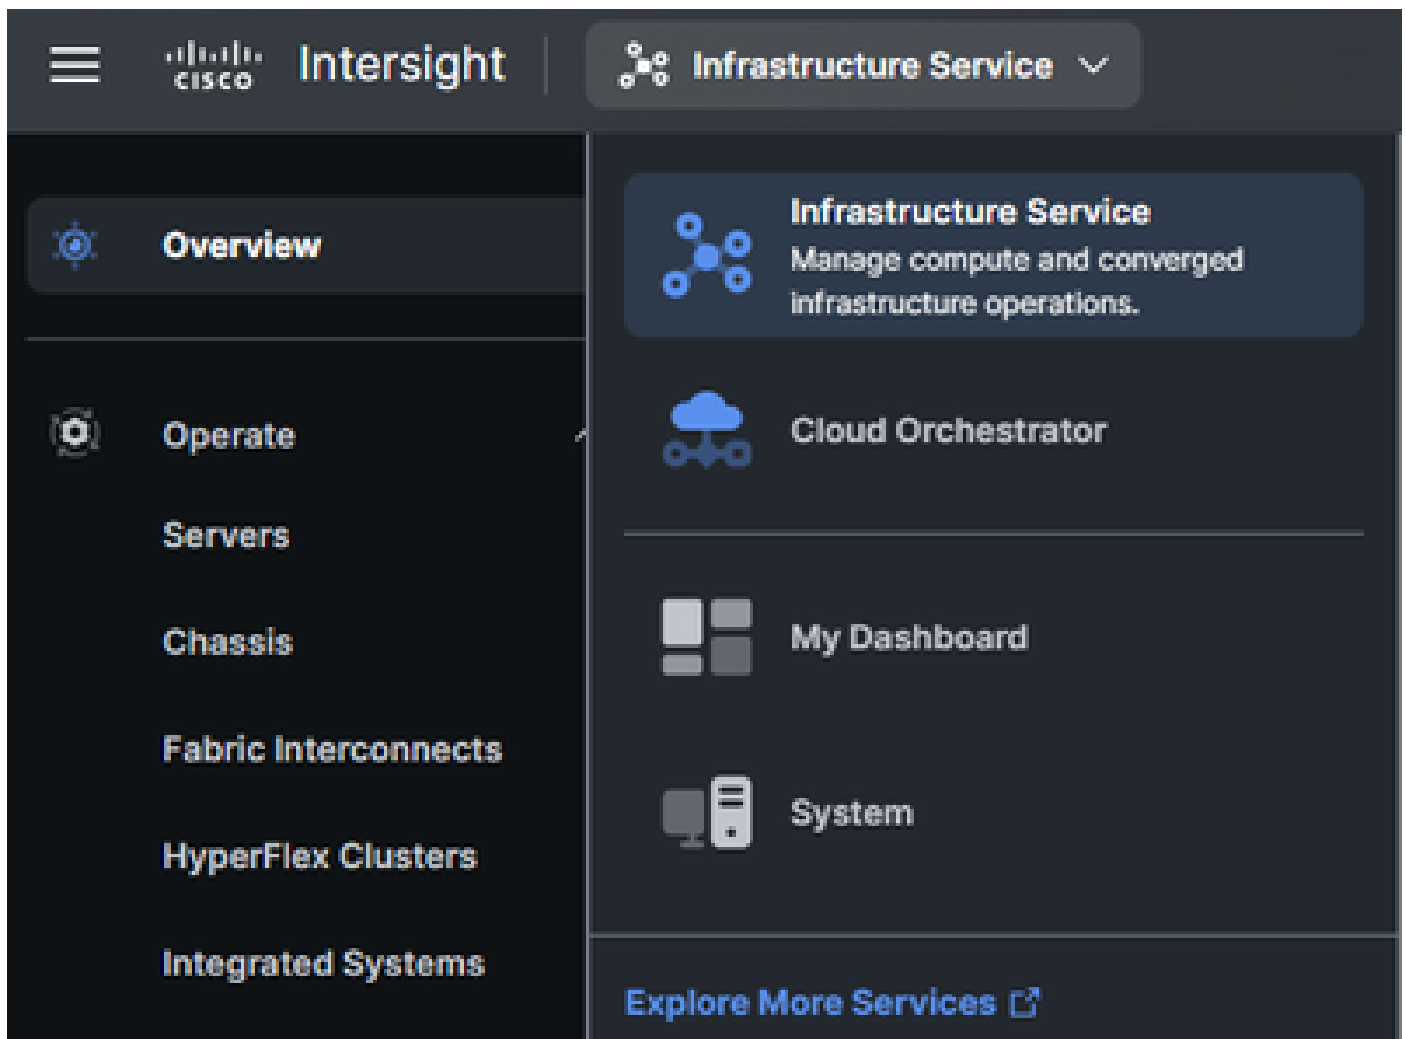 CISCO Intersight Infrastructure Service
Overview
Operate
Servers
Chassis
Fabric Interconnects
HyperFlex Clusters
Integrated Systems
Infrastructure Service
Manage compute and converged
infrastructure operations.
Cloud Orchestrator
My Dashboard
System
Explore More Services